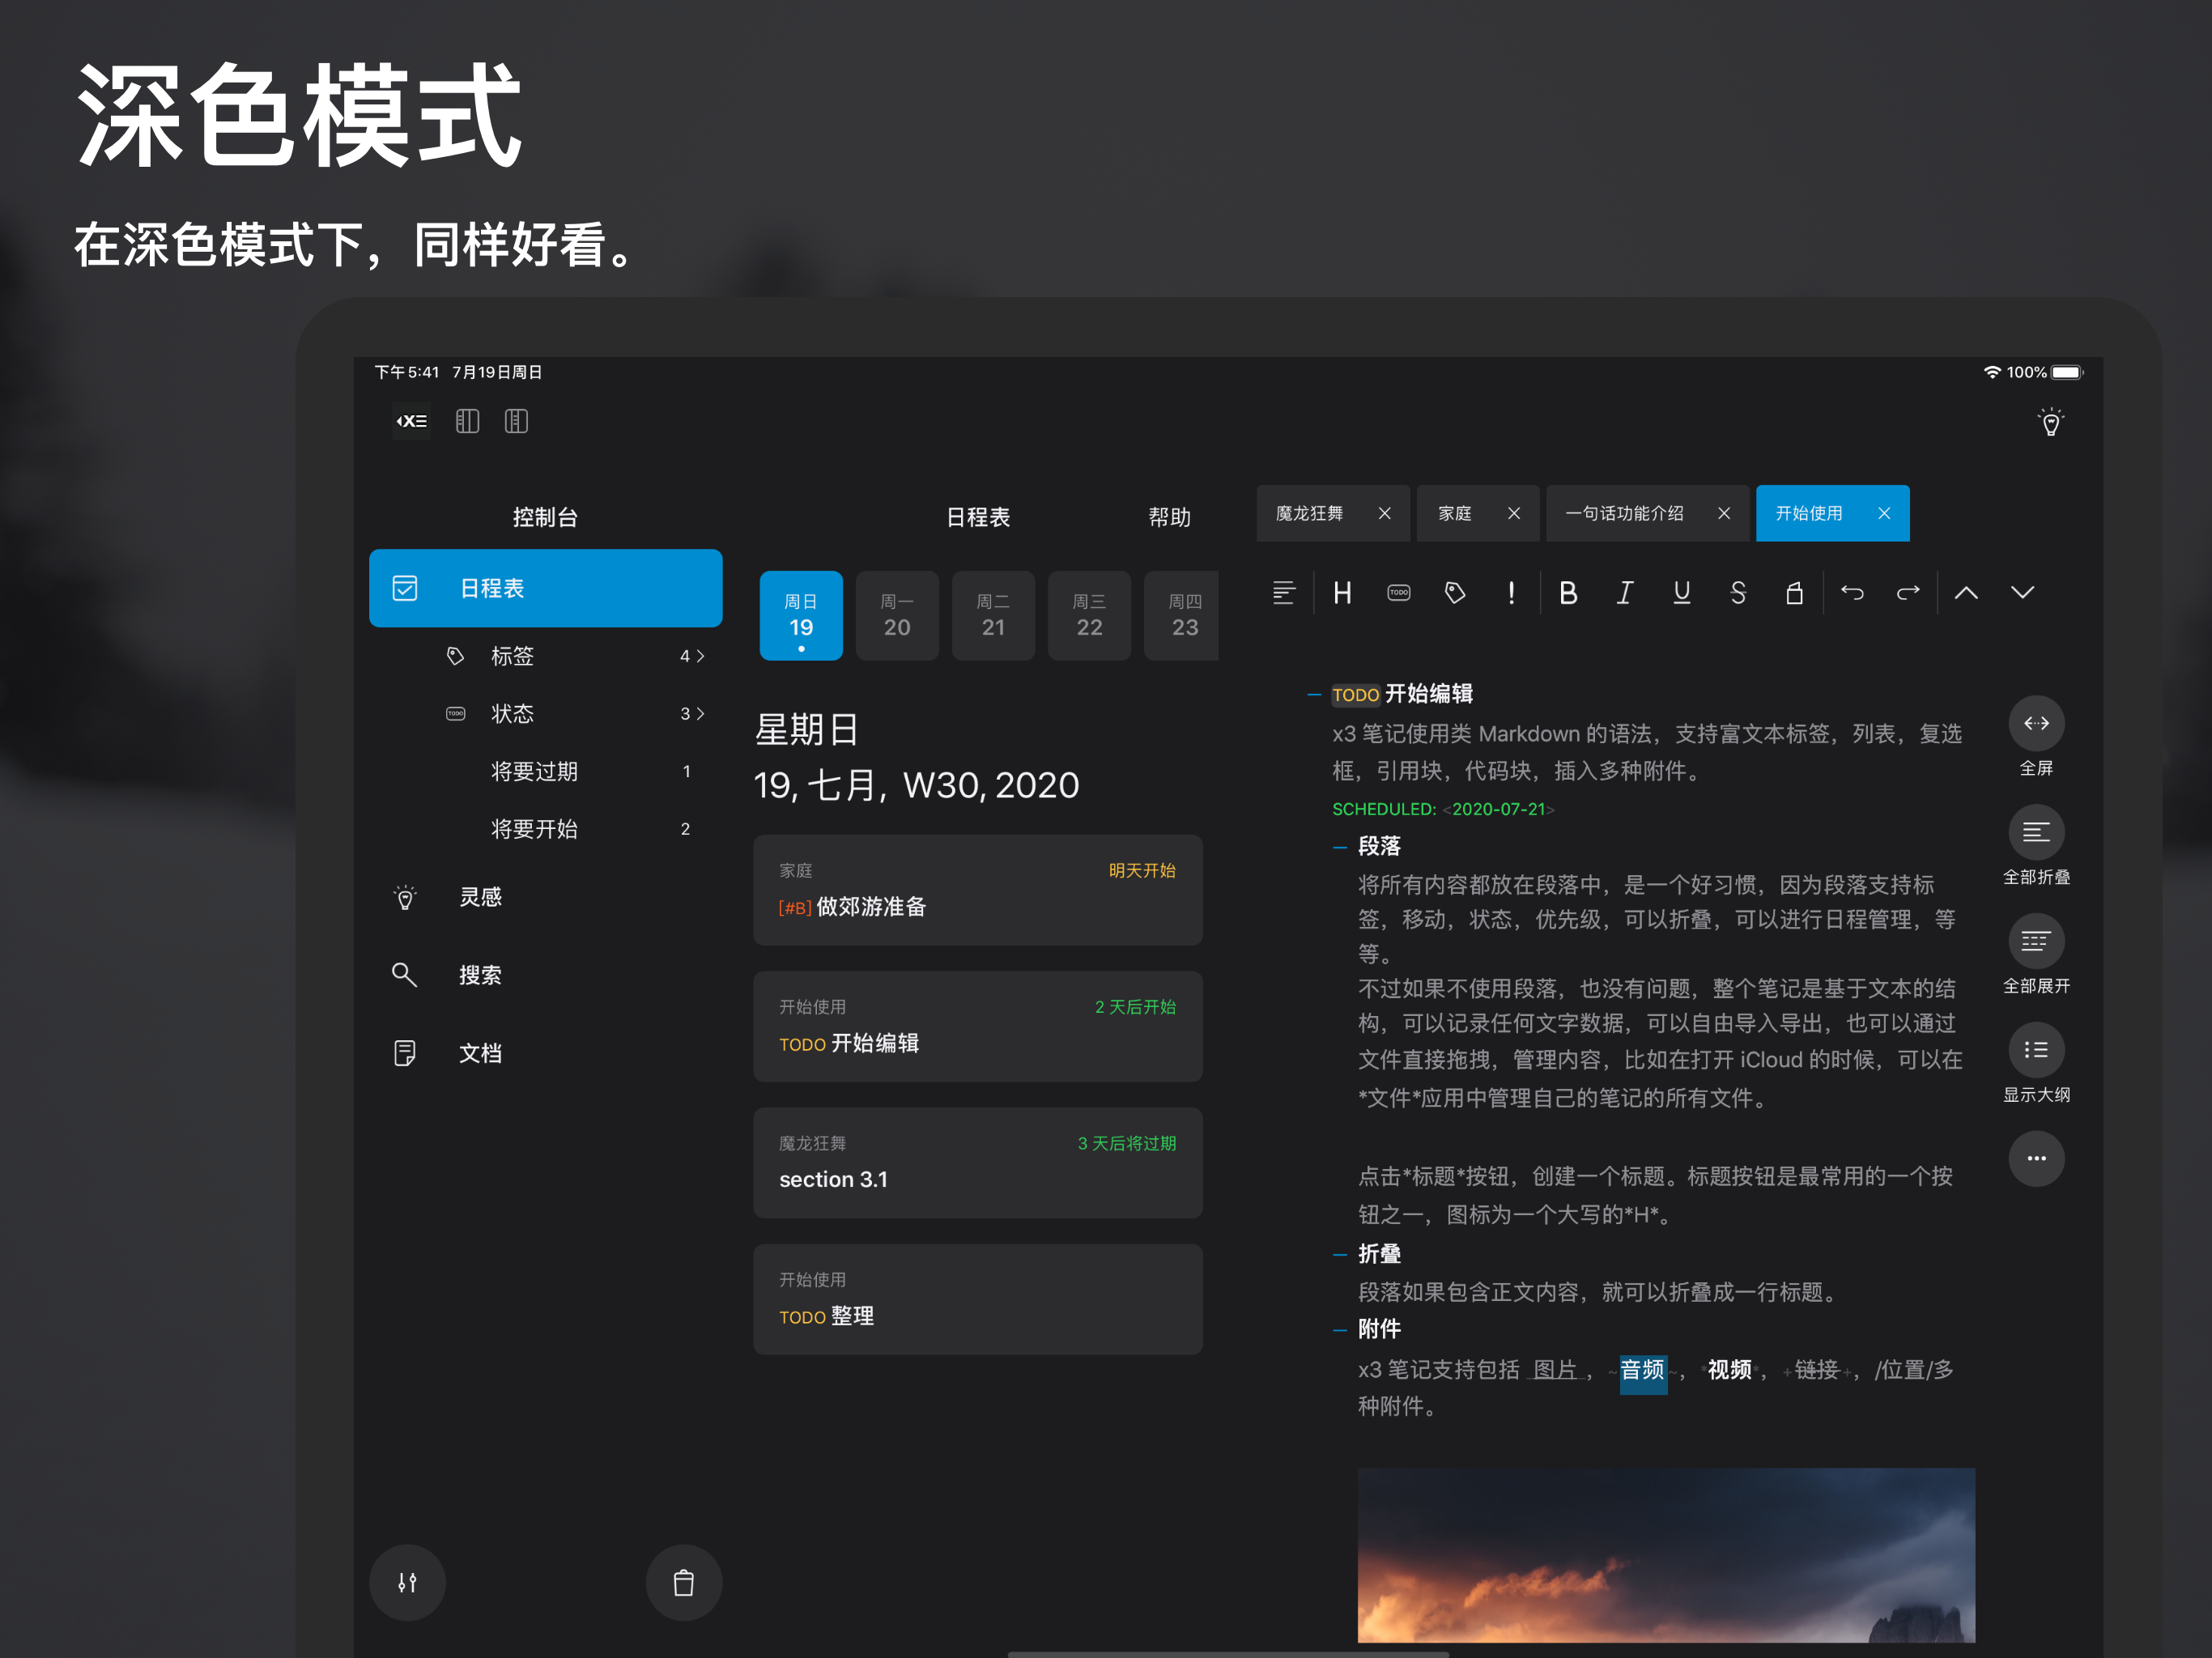 深色模式
在深色模式下，同样好看。
下午5:41 7月19日周日
100%
控制台
日程表
标签 4
TODO 状态 3
将要过期 1
将要开始 2
灵感
搜索
文档
日程表 帮助
周日 周一 周二 周三 周四
19 20 21 22 23
星期日
19, 七月, W30, 2020
家庭 明天开始
[#B] 做郊游准备
开始使用 2 天后开始
TODO 开始编辑
魔龙狂舞 3 天后将过期
section 3.1
开始使用
TODO 整理
魔龙狂舞 家庭 一句话功能介绍 开始使用
H TODO ! B I U S
TODO 开始编辑
x3 笔记使用类 Markdown 的语法，支持富文本标签，列表，复选
框，引用块，代码块，插入多种附件。
SCHEDULED: <2020-07-21>
段落
将所有内容都放在段落中，是一个好习惯，因为段落支持标
签，移动，状态，优先级，可以折叠，可以进行日程管理，等
等。
不过如果不使用段落，也没有问题，整个笔记是基于文本的结
构，可以记录任何文字数据，可以自由导入导出，也可以通过
文件直接拖拽，管理内容，比如在打开 iCloud 的时候，可以在
*文件*应用中管理自己的笔记的所有文件。
点击*标题*按钮，创建一个标题。标题按钮是最常用的一个按
钮之一，图标为一个大写的*H*。
折叠
段落如果包含正文内容，就可以折叠成一行标题。
附件
x3 笔记支持包括 _图片_，~音频~，*视频*，+链接+，/位置/多
种附件。
全屏
全部折叠
全部展开
显示大纲